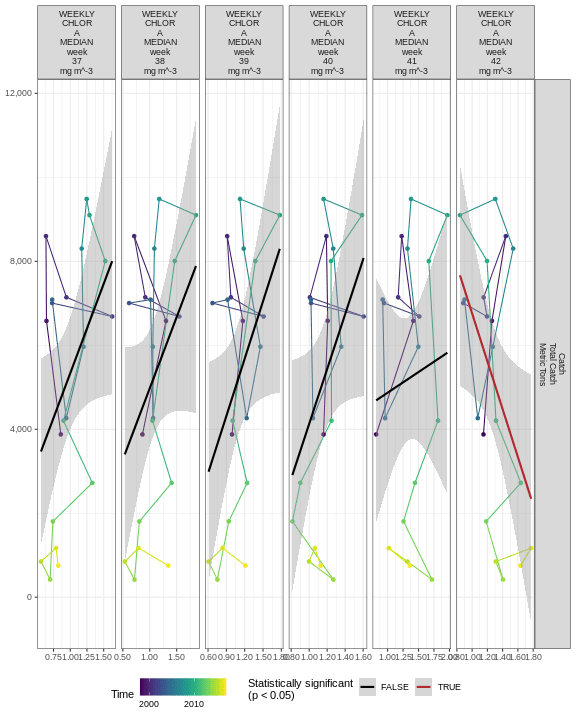 WEEKLY CHLOR A MEDIAN week 37 mg m^-3
WEEKLY CHLOR A MEDIAN week 38 mg m^-3
WEEKLY CHLOR A MEDIAN week 39 mg m^-3
WEEKLY CHLOR A MEDIAN week 40 mg m^-3
WEEKLY CHLOR A MEDIAN week 41 mg m^-3
WEEKLY CHLOR A MEDIAN week 42 mg m^-3
12,000
8,000
4,000
0
Catch
Total Catch
Metric Tons
0.75 1.00 1.25 1.50
0.50 1.00 1.50
0.60 0.90 1.20 1.50 1.80
0.80 1.00 1.20 1.40 1.60
1.00 1.25 1.50 1.75 2.00
0.80 1.00 1.20 1.40 1.60 1.80
Time
2000 2010
Statistically significant
(p < 0.05)
FALSE TRUE